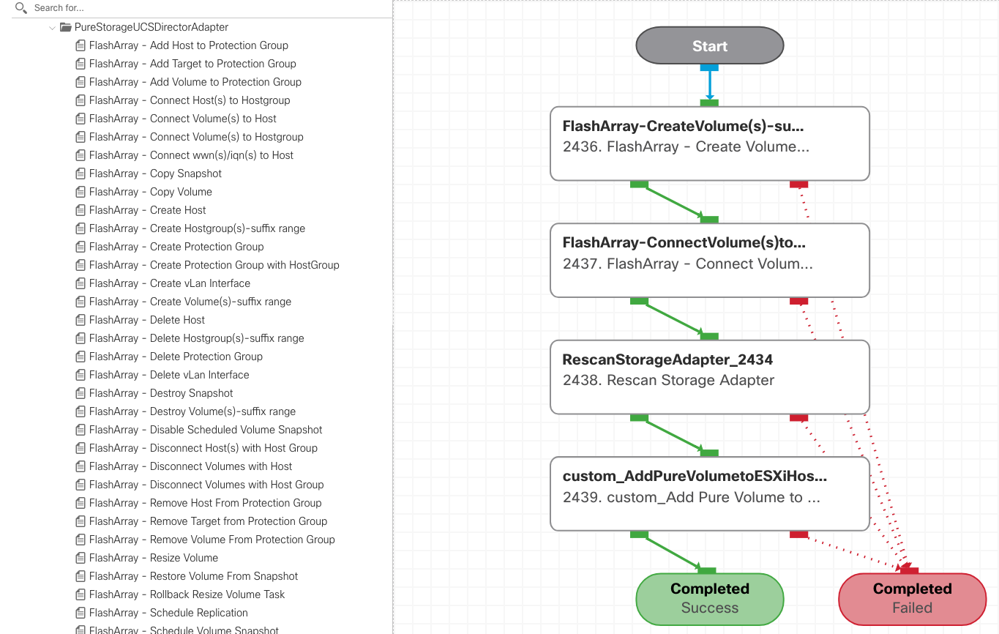 Search for...
PureStorageUCSDirectorAdapter
FlashArray - Add Host to Protection Group
FlashArray - Add Target to Protection Group
FlashArray - Add Volume to Protection Group
FlashArray - Connect Host(s) to Hostgroup
FlashArray - Connect Volume(s) to Host
FlashArray - Connect Volume(s) to Hostgroup
FlashArray - Connect wwn(s)/iqn(s) to Host
FlashArray - Copy Snapshot
FlashArray - Copy Volume
FlashArray - Create Host
FlashArray - Create Hostgroup(s)-suffix range
FlashArray - Create Protection Group
FlashArray - Create Protection Group with HostGroup
FlashArray - Create vLan Interface
FlashArray - Create Volume(s)-suffix range
FlashArray - Delete Host
FlashArray - Delete Hostgroup(s)-suffix range
FlashArray - Delete Protection Group
FlashArray - Delete vLan Interface
FlashArray - Destroy Snapshot
FlashArray - Destroy Volume(s)-suffix range
FlashArray - Disable Scheduled Volume Snapshot
FlashArray - Disconnect Host(s) with Host Group
FlashArray - Disconnect Volumes with Host
FlashArray - Disconnect Volumes with Host Group
FlashArray - Remove Host From Protection Group
FlashArray - Remove Target from Protection Group
FlashArray - Remove Volume From Protection Group
FlashArray - Resize Volume
FlashArray - Restore Volume From Snapshot
FlashArray - Rollback Resize Volume Task
FlashArray - Schedule Replication
FlashArray - Schedule Volume Snapshot
Start
FlashArray-CreateVolume(s)-su...
2436. FlashArray - Create Volume...
FlashArray-ConnectVolume(s)to...
2437. FlashArray - Connect Volum...
RescanStorageAdapter_2434
2438. Rescan Storage Adapter
custom_AddPureVolumetoESXiHos...
2439. custom_Add Pure Volume to ...
Completed
Success
Completed
Failed